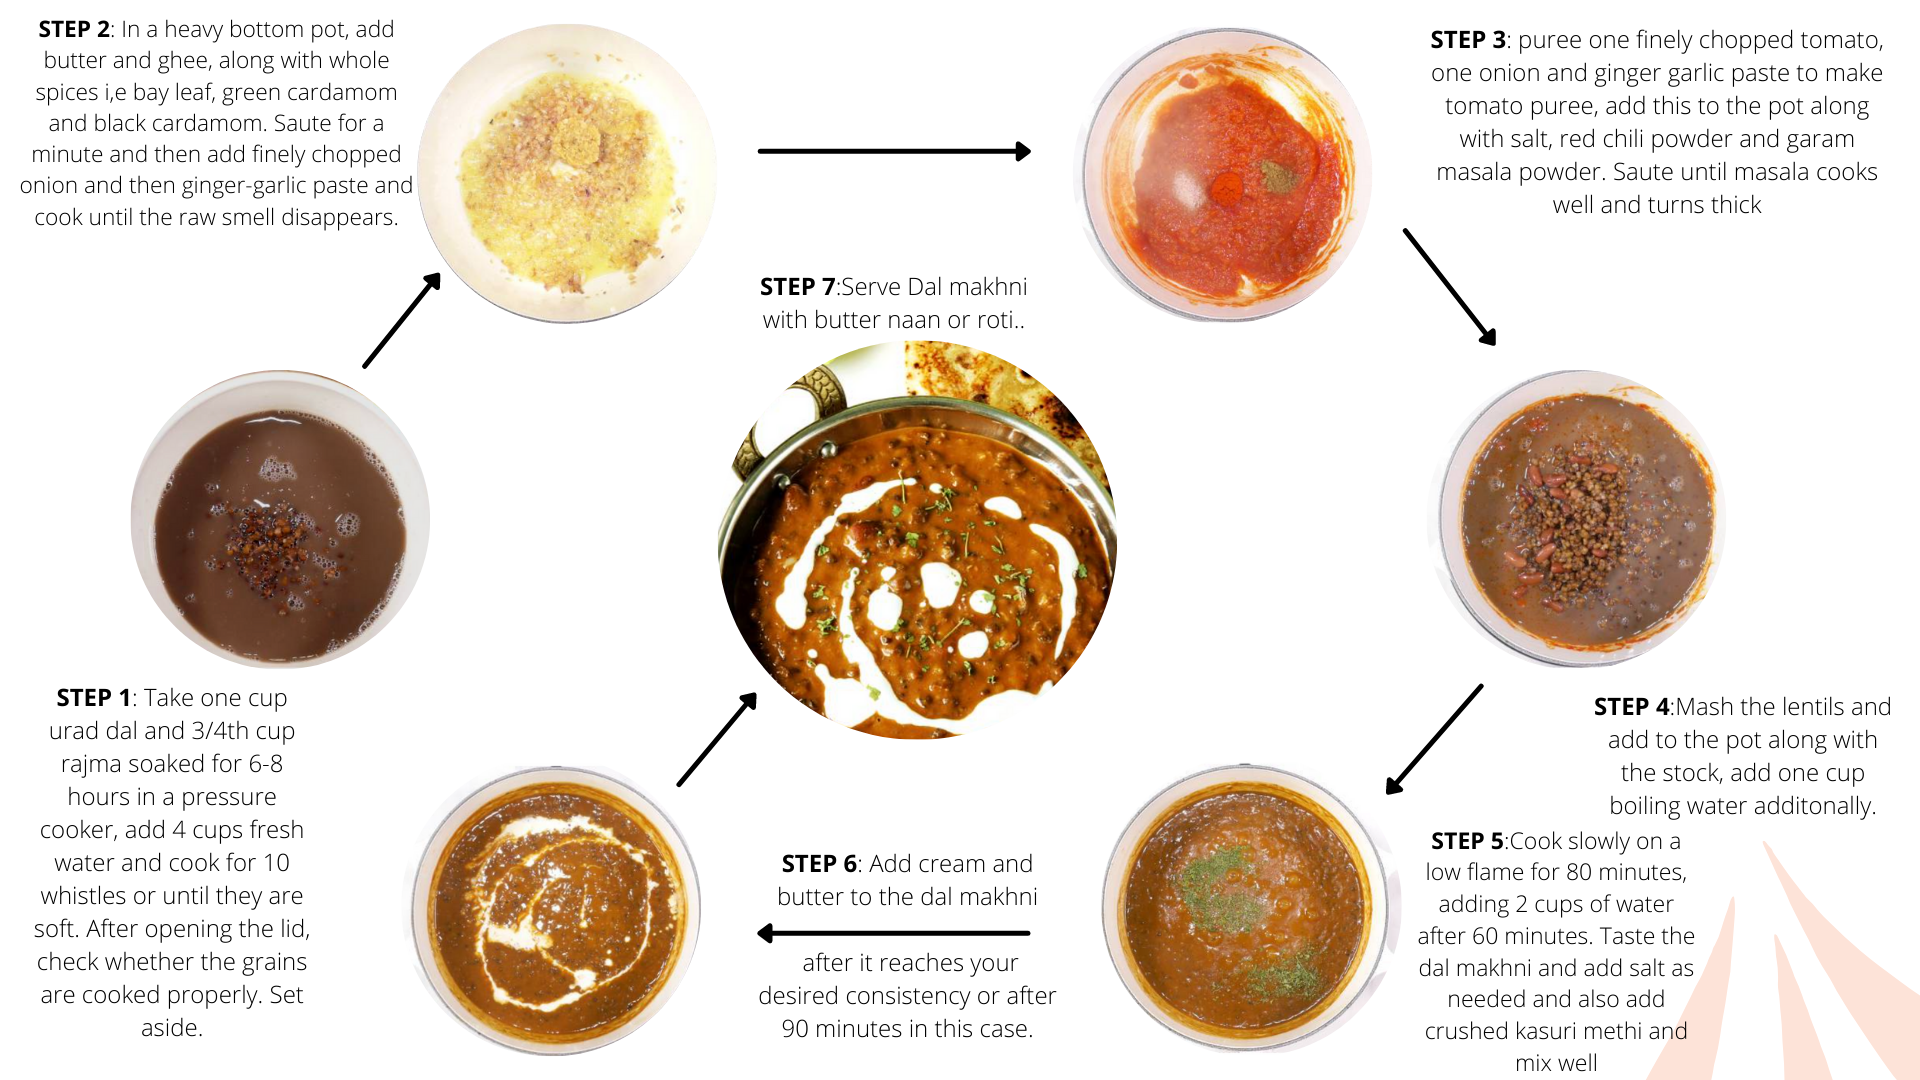 STEP 1: Take one cup
urad dal and 3/4th cup
rajma soaked for 6-8
hours in a pressure
cooker, add 4 cups fresh
water and cook for 10
whistles or until they are
soft. After opening the lid,
check whether the grains
are cooked properly. Set
aside.
STEP 2: In a heavy bottom pot, add
butter and ghee, along with whole
spices i,e bay leaf, green cardamom
and black cardamom. Saute for a
minute and then add finely chopped
onion and then ginger-garlic paste and
cook until the raw smell disappears.
STEP 3: puree one finely chopped tomato,
one onion and ginger garlic paste to make
tomato puree, add this to the pot along
with salt, red chili powder and garam
masala powder. Saute until masala cooks
well and turns thick
STEP 4:Mash the lentils and
add to the pot along with
the stock, add one cup
boiling water additonally.
STEP 5:Cook slowly on a
low flame for 80 minutes,
adding 2 cups of water
after 60 minutes. Taste the
dal makhni and add salt as
needed and also add
crushed kasuri methi and
mix well
STEP 6: Add cream and
butter to the dal makhni
after it reaches your
desired consistency or after
90 minutes in this case.
STEP 7:Serve Dal makhni
with butter naan or roti..